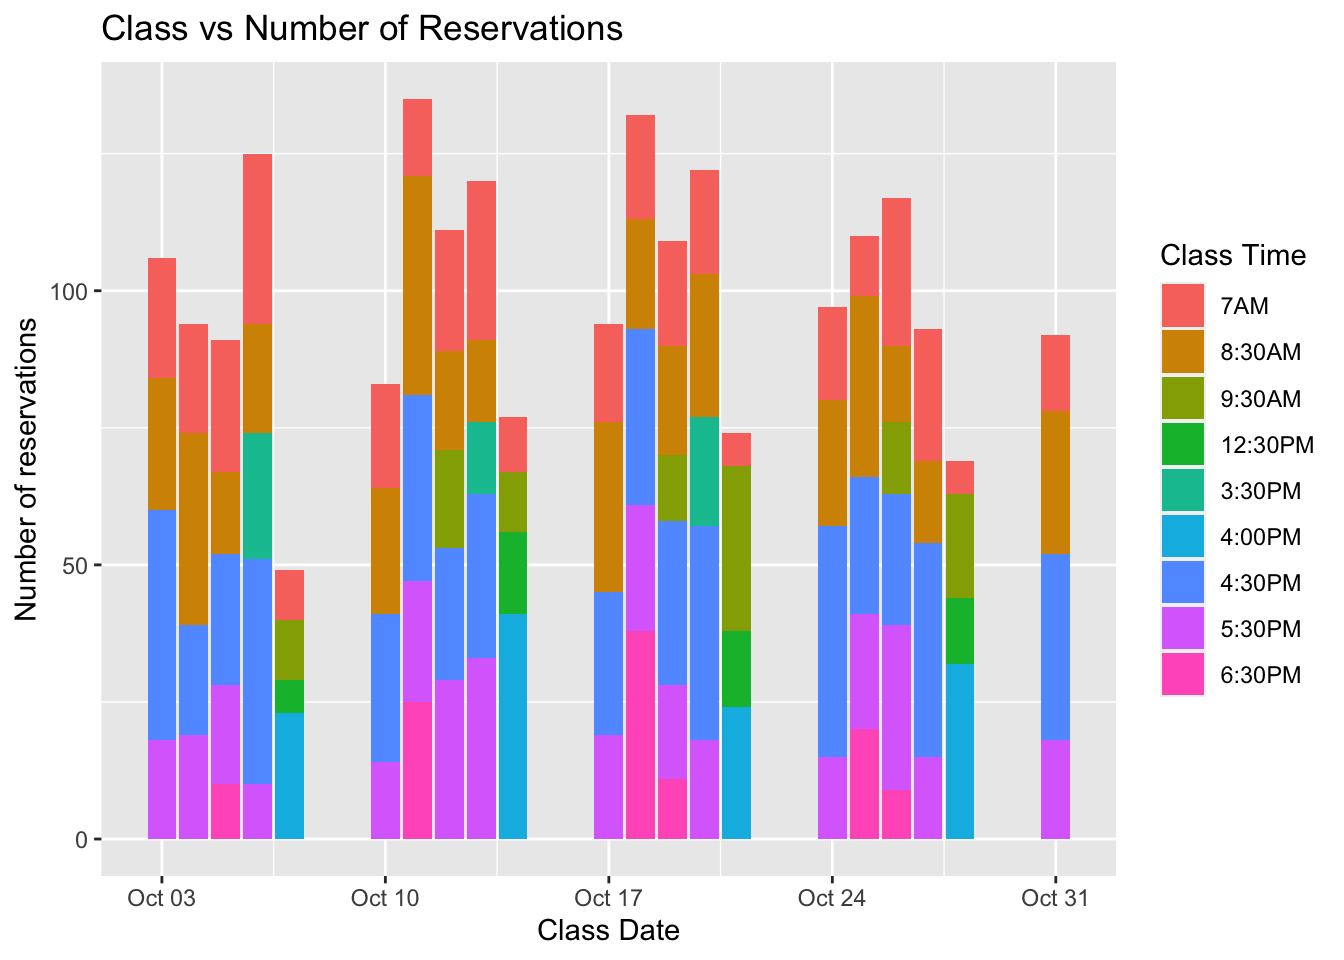 Class vs Number of Reservations
Number of reservations
100
50
0
Oct 03
Oct 10
Oct 17
Oct 24
Oct 31
Class Date
Class Time
7AM
8:30AM
9:30AM
12:30PM
3:30PM
4:00PM
4:30PM
5:30PM
6:30PM